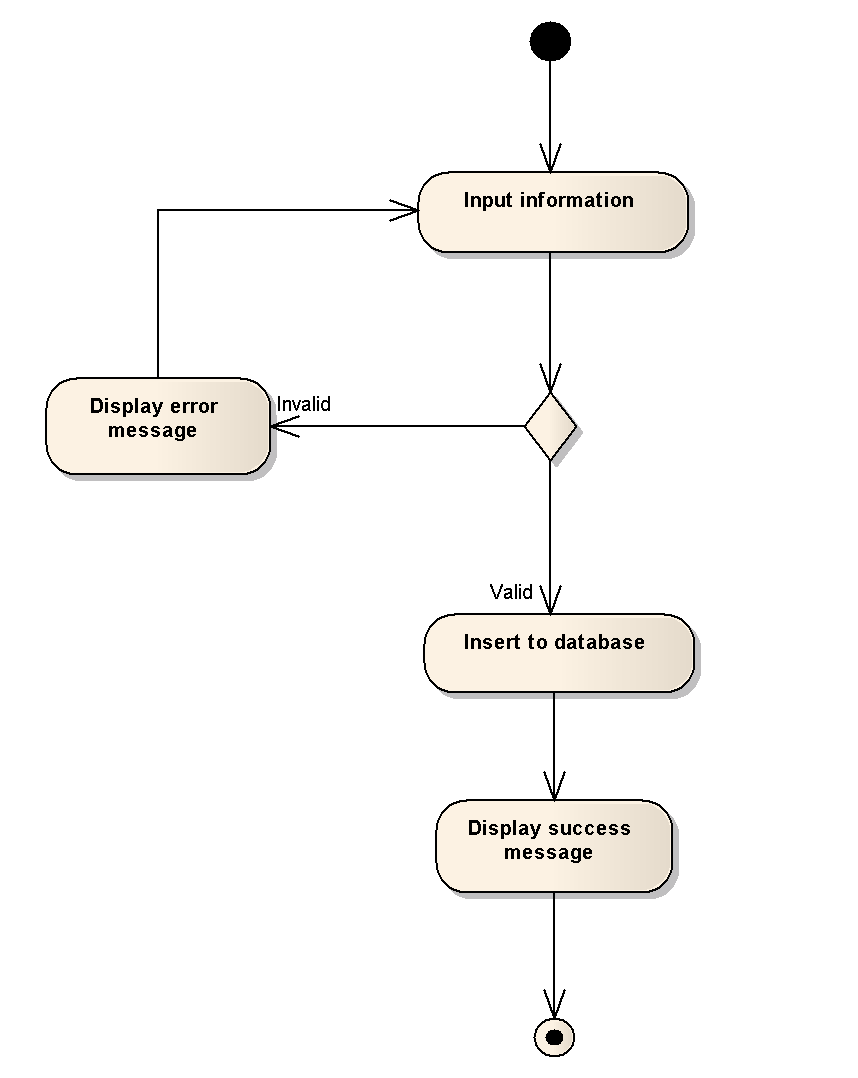 Input information
Display error
message
Invalid
Valid
Insert to database
Display success
message